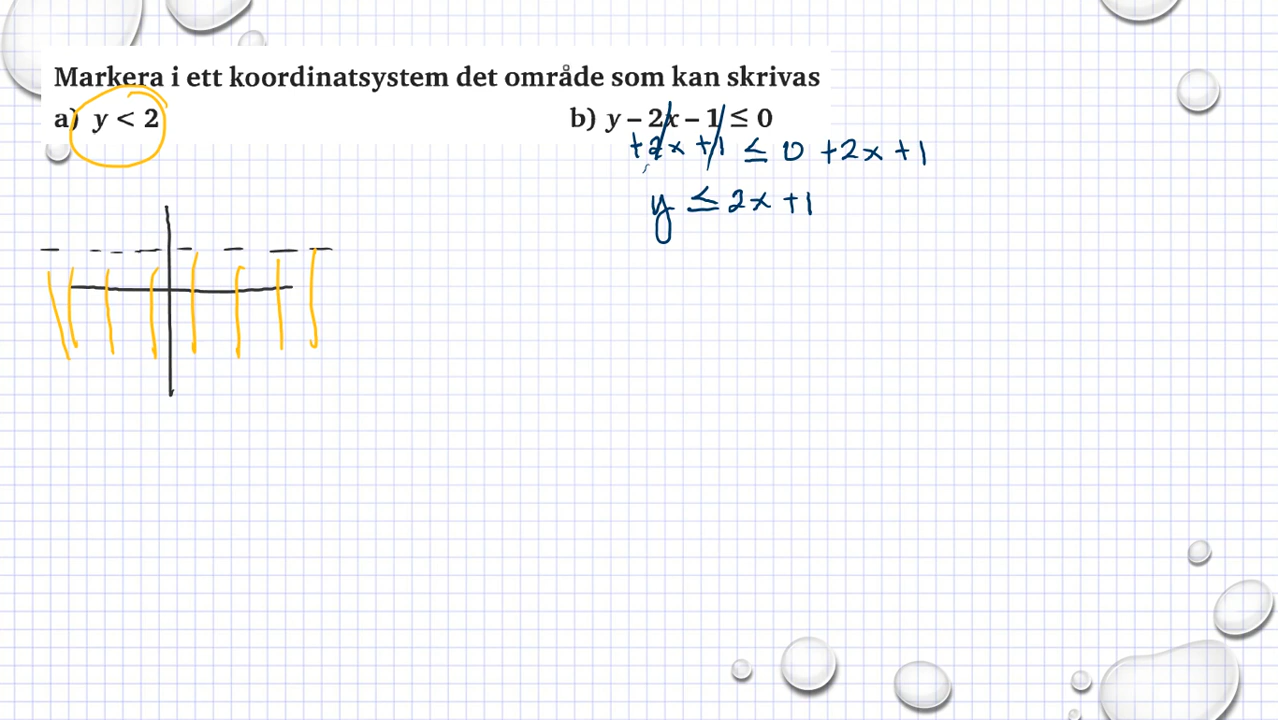 Markera i ett koordinatsystem det område som kan skrivas
a) y < 2 b) y – 2x – 1 ≤ 0
+2x +1 ≤ 0 +2x +1
y ≤ 2x +1